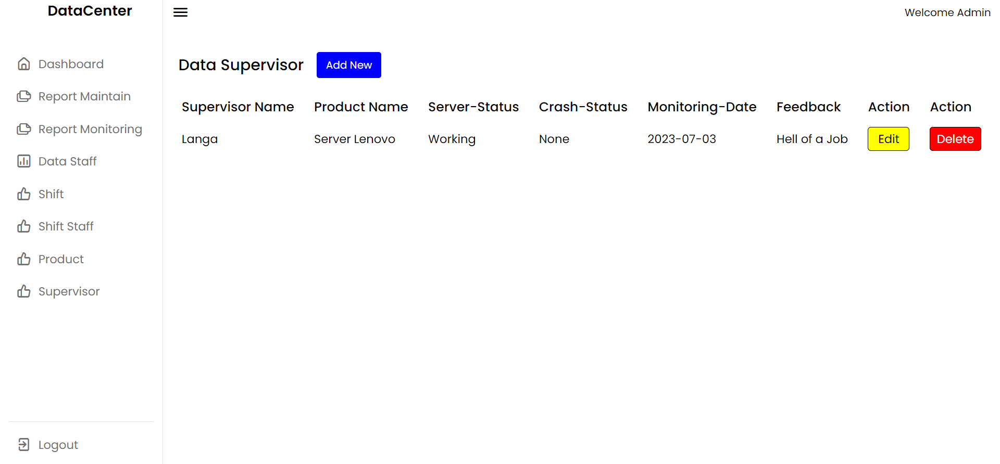 DataCenter
Welcome Admin
Dashboard
Report Maintain
Report Monitoring
Data Staff
Shift
Shift Staff
Product
Supervisor
Logout
Data Supervisor Add New
Supervisor Name Product Name Server-Status Crash-Status Monitoring-Date Feedback Action Action
Langa Server Lenovo Working None 2023-07-03 Hell of a Job Edit Delete